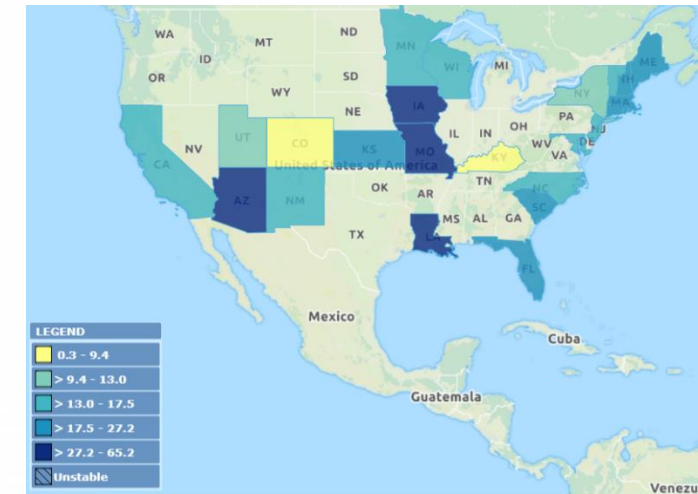 WA
MT
ND
MN
ME
ID
OR
SD
WI
MI
NH
NY
MA
WY
IA
NE
PA
NJ
NV
UT
CO
KS
MO
IL
IN
OH
WV
DE
VA
KY
CA
United States of America
AZ
NM
OK
AR
TN
NC
SC
TX
MS
AL
GA
LA
FL
Mexico
Cuba
Guatemala
Venezu
LEGEND
0.3 - 9.4
> 9.4 - 13.0
> 13.0 - 17.5
> 17.5 - 27.2
> 27.2 - 65.2
Unstable